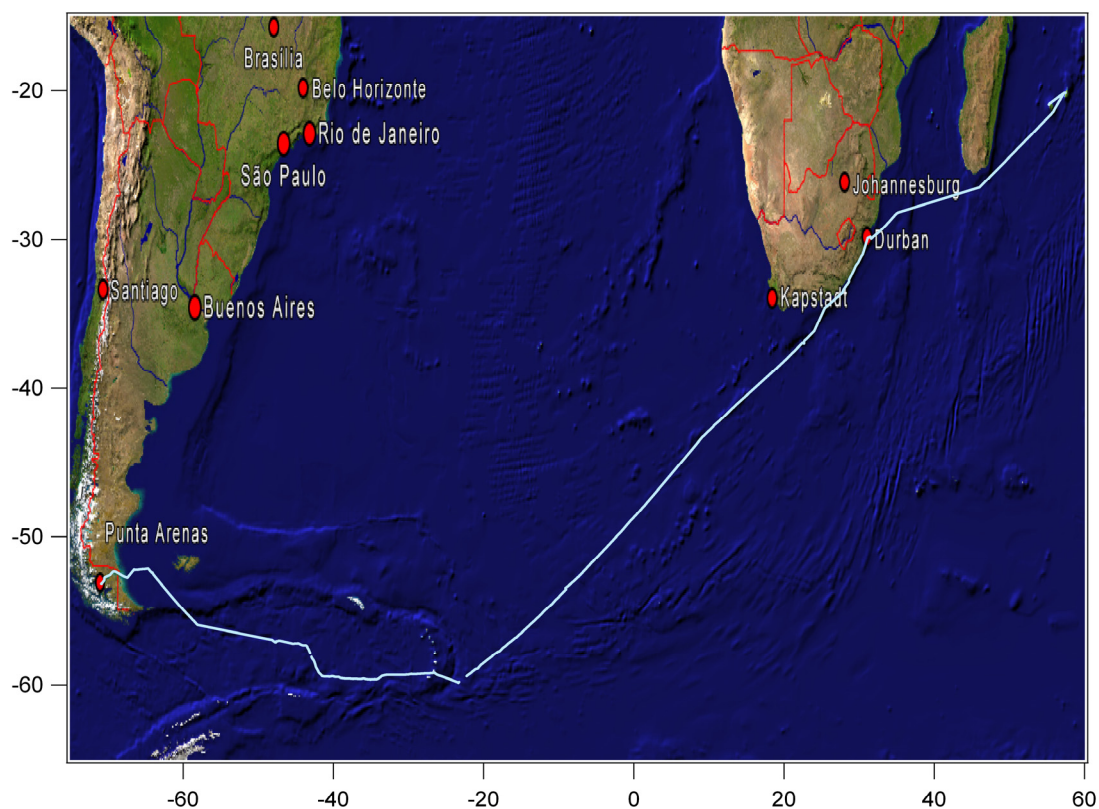 Brasília
-20
Belo Horizonte
Rio de Janeiro
São Paulo
Johannesburg
-30
Durban
Santiago
Buenos Aires
Kapstadt
-40
-50
Punta Arenas
-60
-60
-40
-20
0
20
40
60